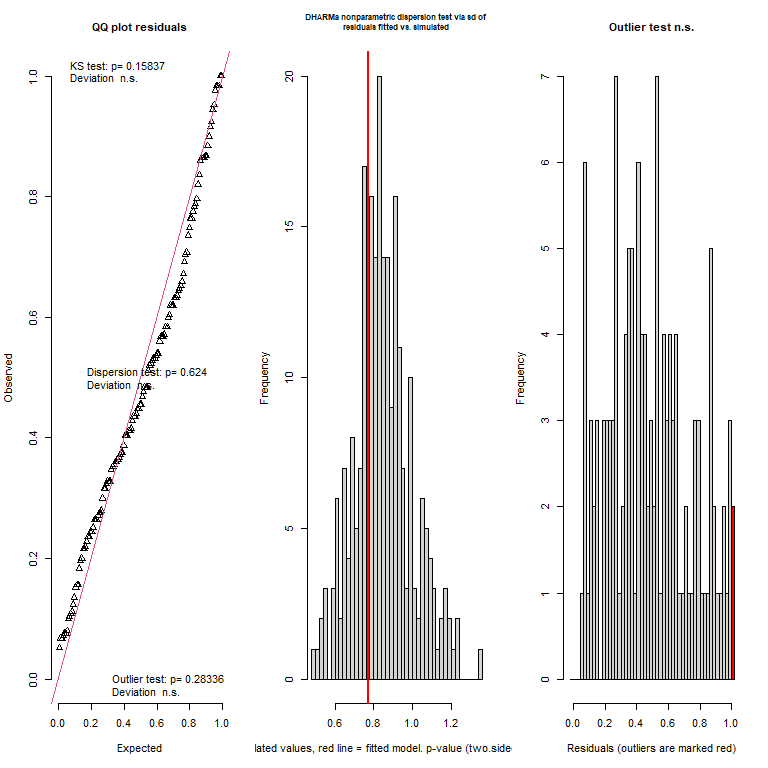 QQ plot residuals
KS test: p= 0.15837
Deviation n.s.
Dispersion test: p= 0.624
Deviation n.s.
Outlier test: p= 0.28336
Deviation n.s.
Observed
0.0
0.2
0.4
0.6
0.8
1.0
0.0
0.2
0.4
0.6
0.8
1.0
Expected
DHARMa nonparametric dispersion test via sd of
residuals fitted vs. simulated
Frequency
0
5
10
15
20
0.6
0.8
1.0
1.2
lated values, red line = fitted model. p-value (two.side
Outlier test n.s.
Frequency
0
1
2
3
4
5
6
7
0.0
0.2
0.4
0.6
0.8
1.0
Residuals (outliers are marked red)